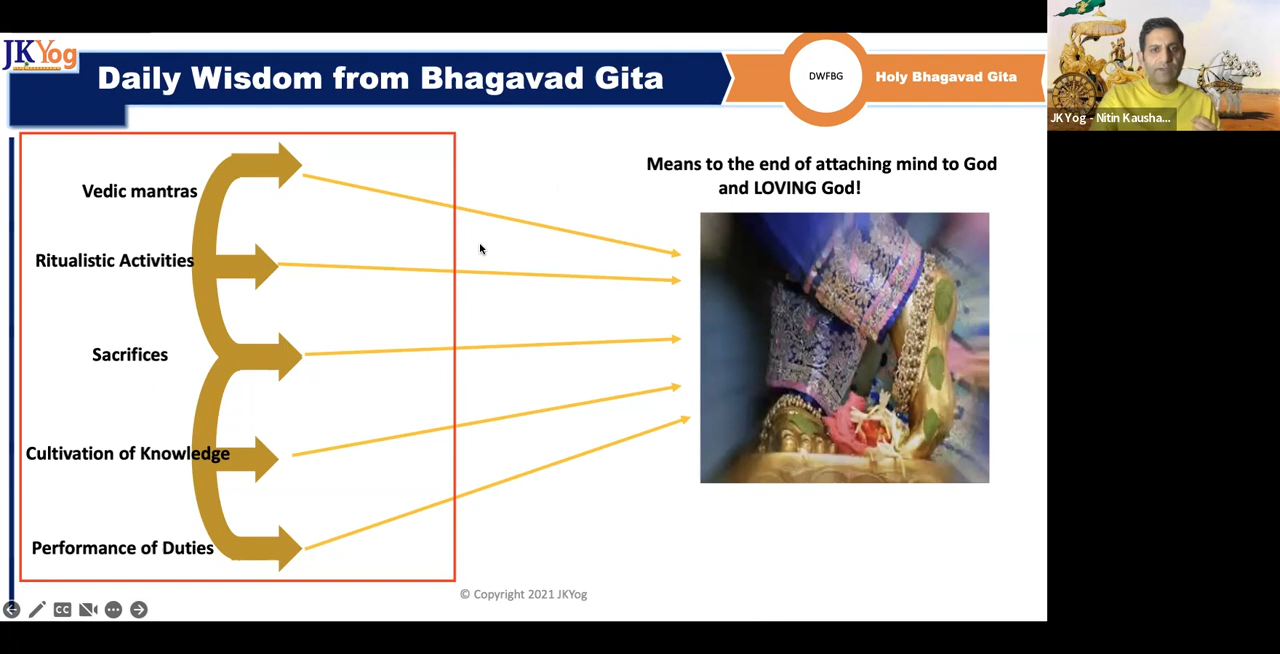 JKYog
Daily Wisdom from Bhagavad Gita
DWFBG
Holy Bhagavad Gita
JKYog - Nitin Kausha...
Means to the end of attaching mind to God
and LOVING God!
Vedic mantras
Ritualistic Activities
Sacrifices
Cultivation of Knowledge
Performance of Duties
© Copyright 2021 JKYog
CC